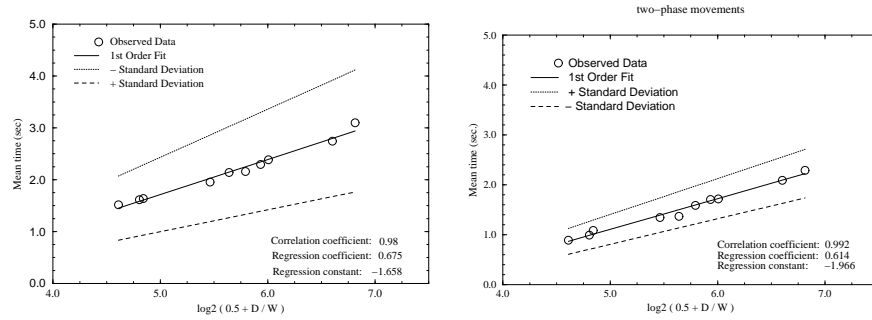 5.0
Observed Data
1st Order Fit
− Standard Deviation
+ Standard Deviation
4.0
3.0
2.0
1.0
0.0
Mean time (sec)
Correlation coefficient: 0.98
Regression coefficient: 0.675
Regression constant: −1.658
4.0 5.0 6.0 7.0
log2 ( 0.5 + D / W )
two−phase movements
5.0
Observed Data
1st Order Fit
+ Standard Deviation
− Standard Deviation
4.0
3.0
2.0
1.0
0.0
Mean time (sec.)
Correlation coefficient: 0.992
Regression coefficient: 0.614
Regression constant: −1.966
4.0 5.0 6.0 7.0
log2 ( 0.5 + D / W )